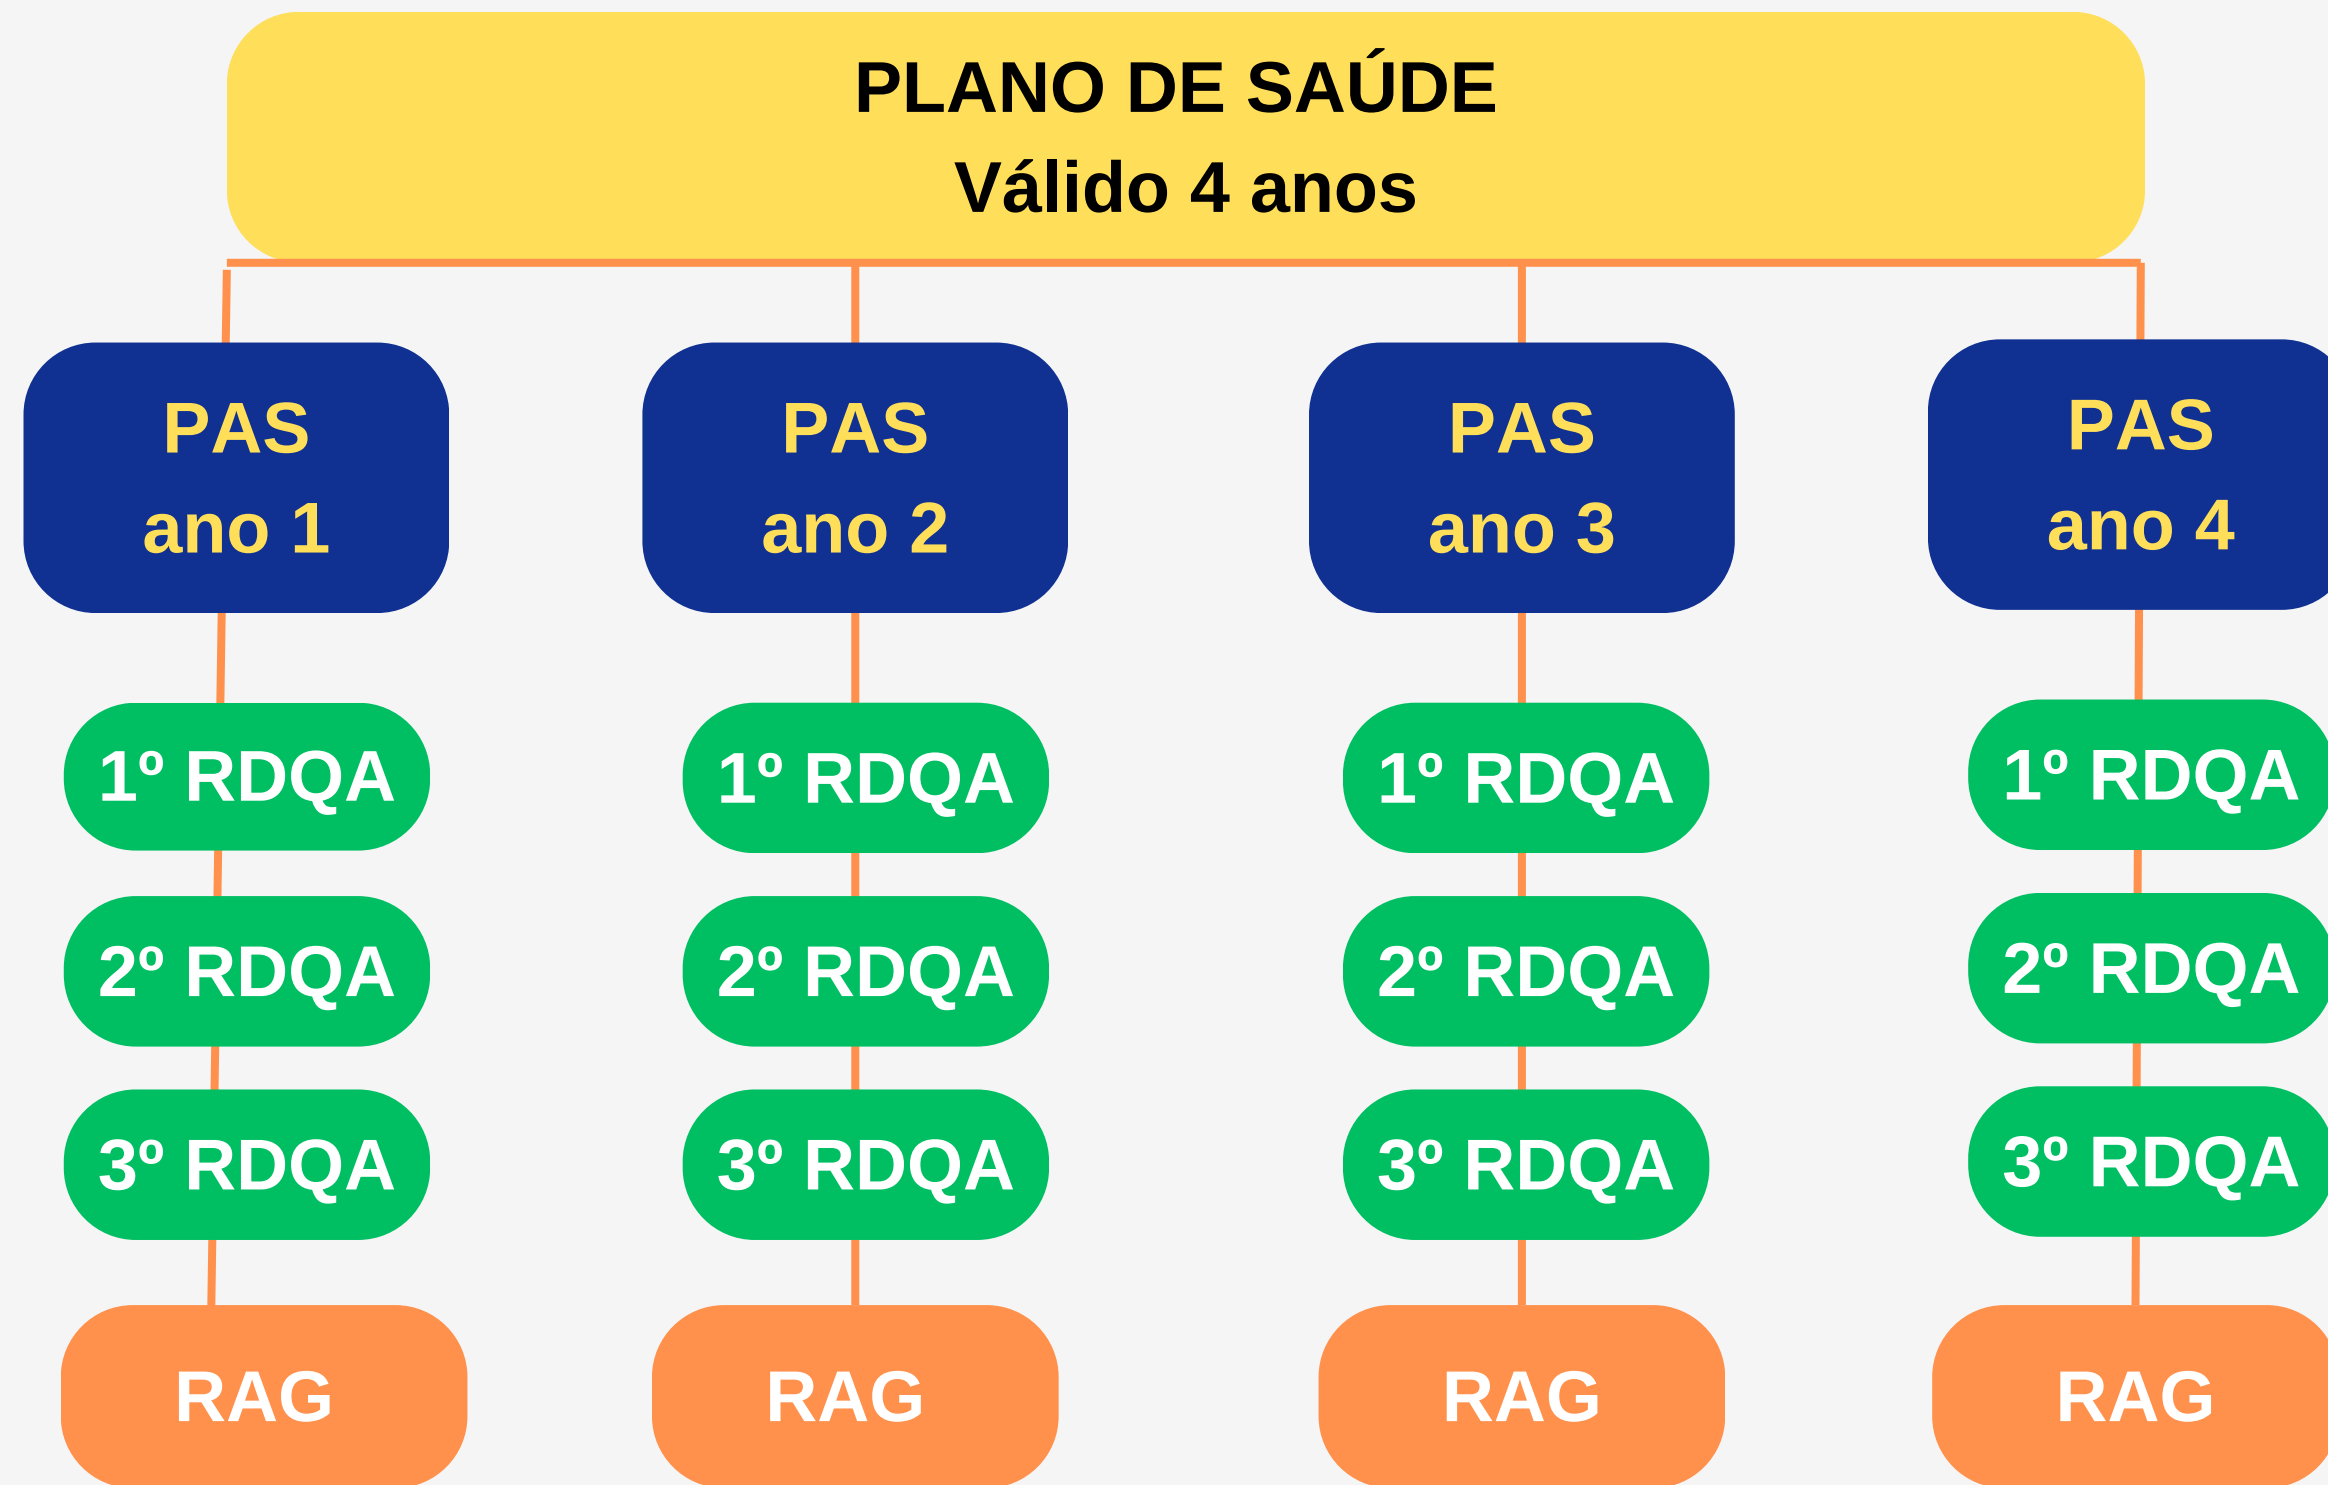 PLANO DE SAÚDE
Válido 4 anos
PAS
ano 1
PAS
ano 2
PAS
ano 3
PAS
ano 4
1º RDQA
1º RDQA
1º RDQA
1º RDQA
2º RDQA
2º RDQA
2º RDQA
2º RDQA
3º RDQA
3º RDQA
3º RDQA
3º RDQA
RAG
RAG
RAG
RAG